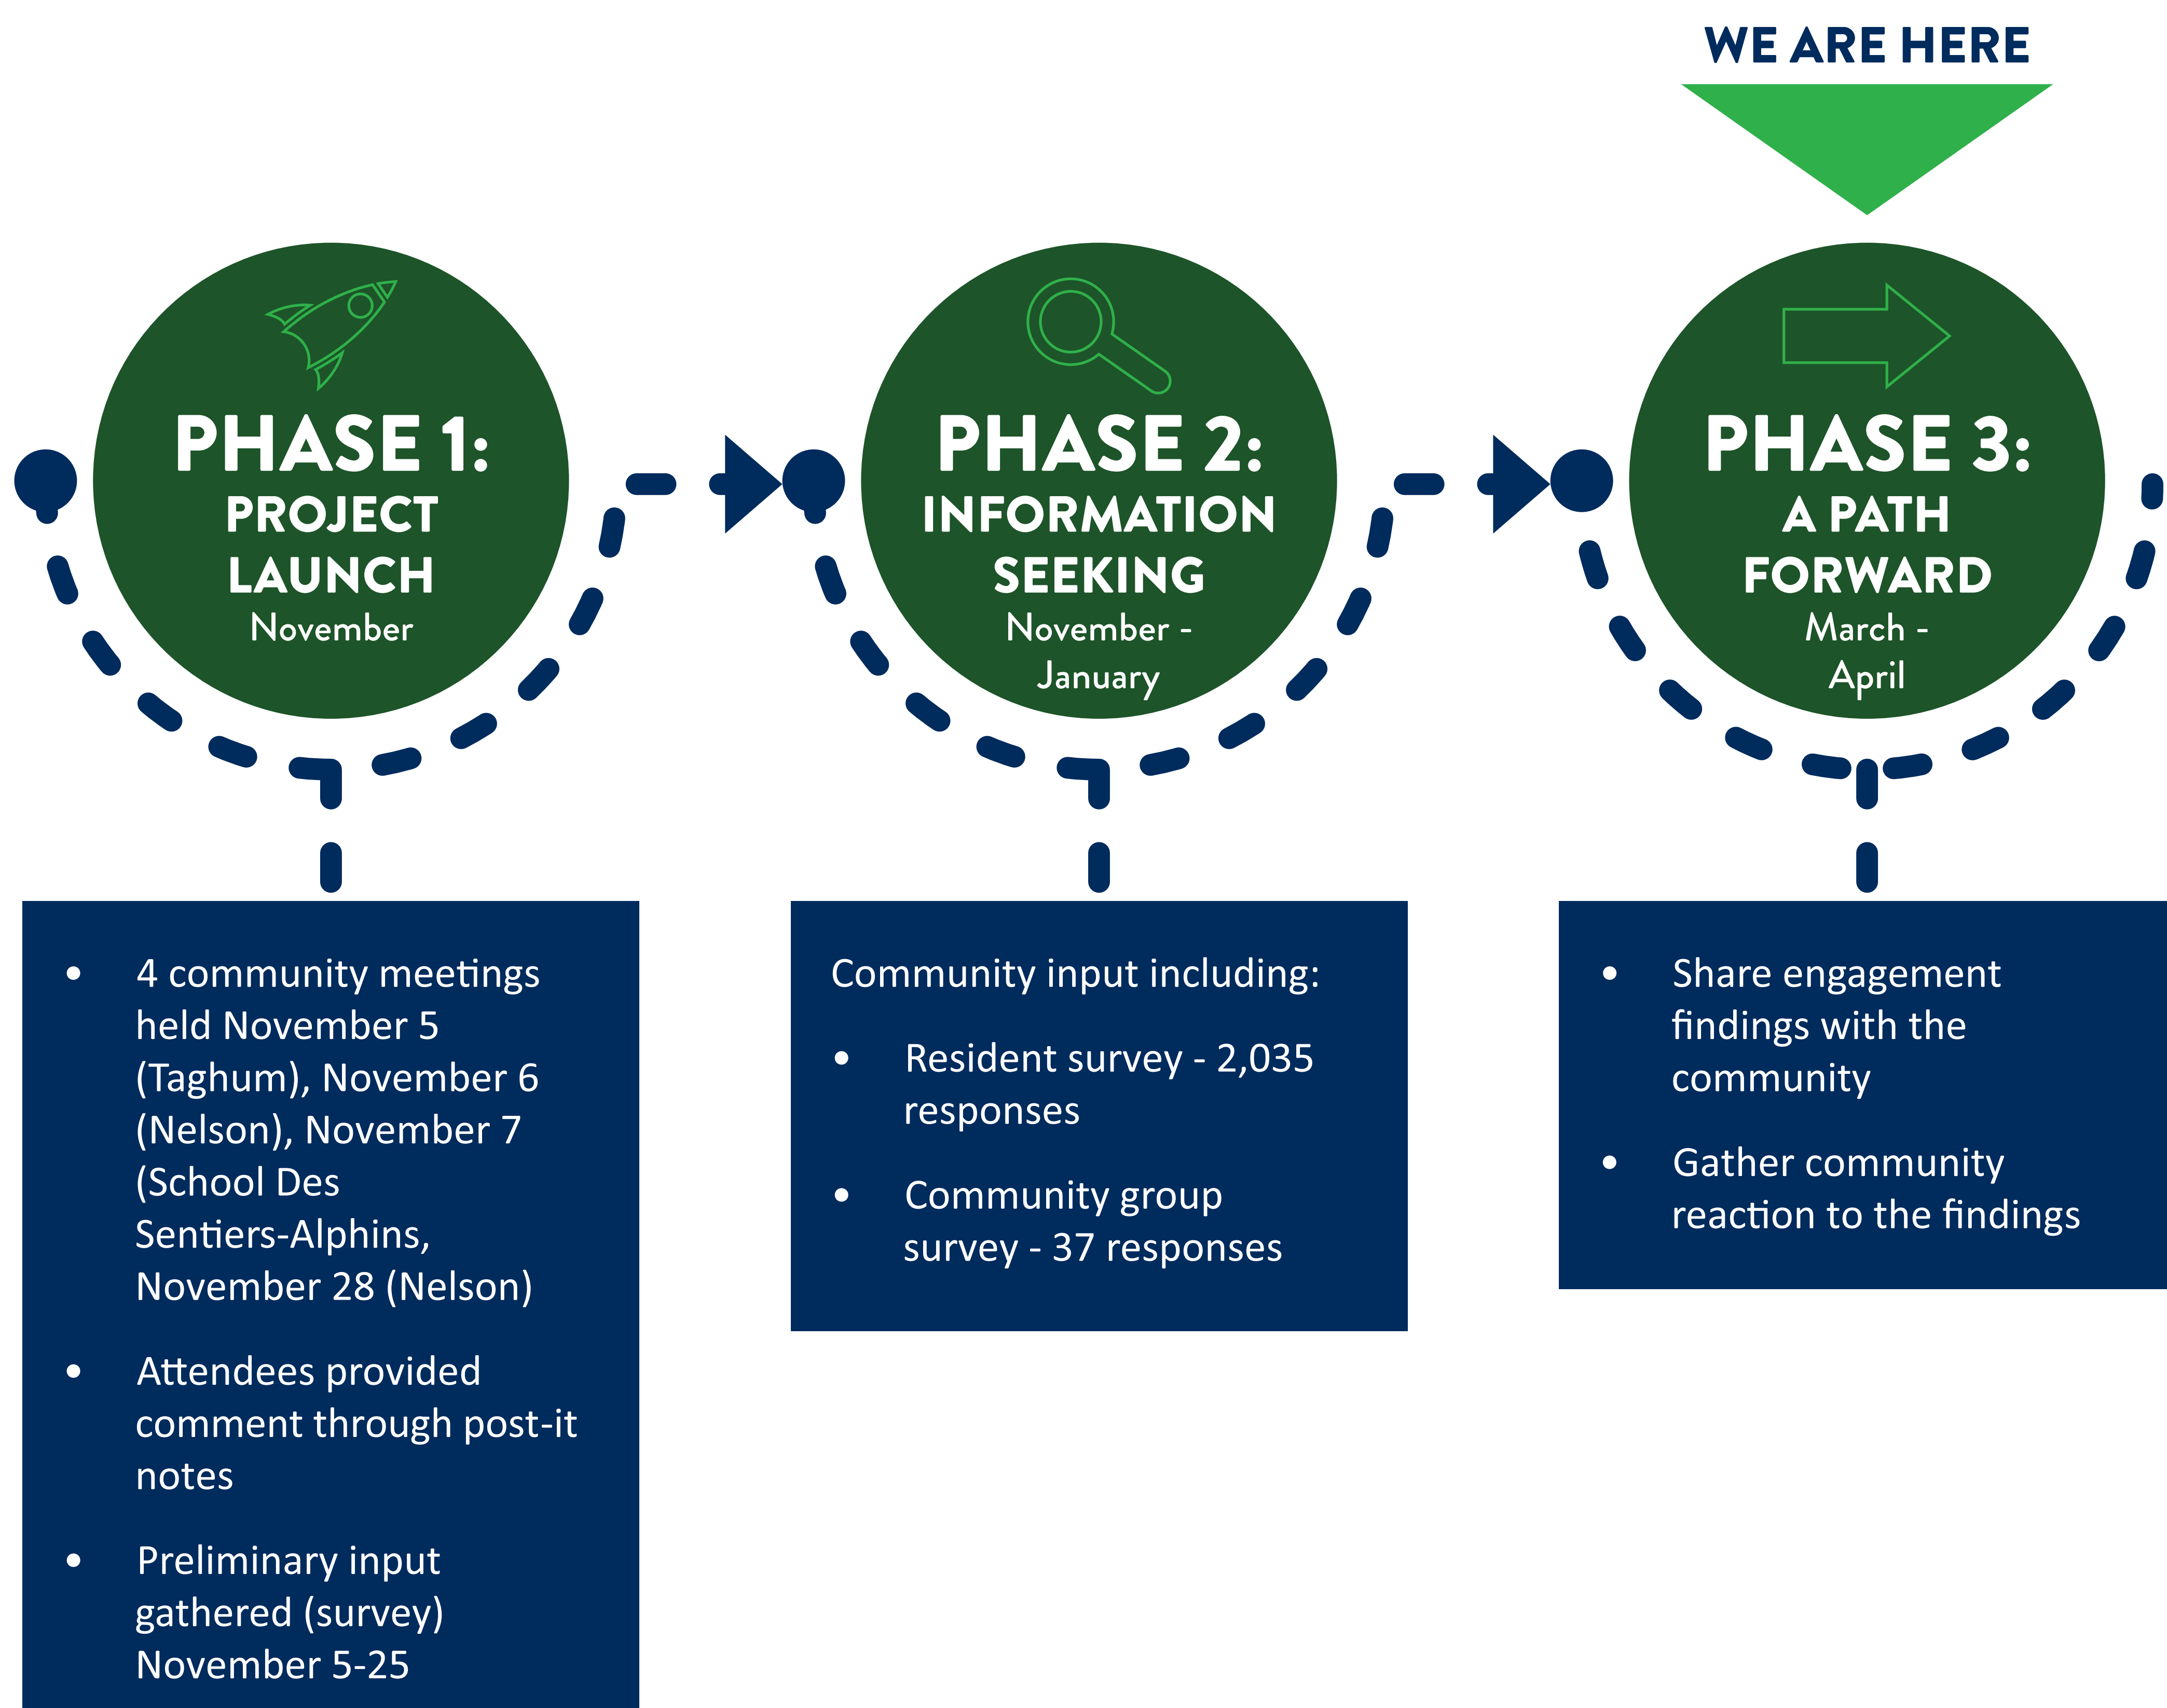 WE ARE HERE
PHASE 1:
PROJECT
LAUNCH
November
PHASE 2:
INFORMATION
SEEKING
November -
January
PHASE 3:
A PATH
FORWARD
March -
April
• 4 community meetings
held November 5
(Taghum), November 6
(Nelson), November 7
(School Des
Sentiers-Alphins,
November 28 (Nelson)
• Attendees provided
comment through post-it
notes
• Preliminary input
gathered (survey)
November 5-25
Community input including:
• Resident survey - 2,035
responses
• Community group
survey - 37 responses
• Share engagement
findings with the
community
• Gather community
reaction to the findings